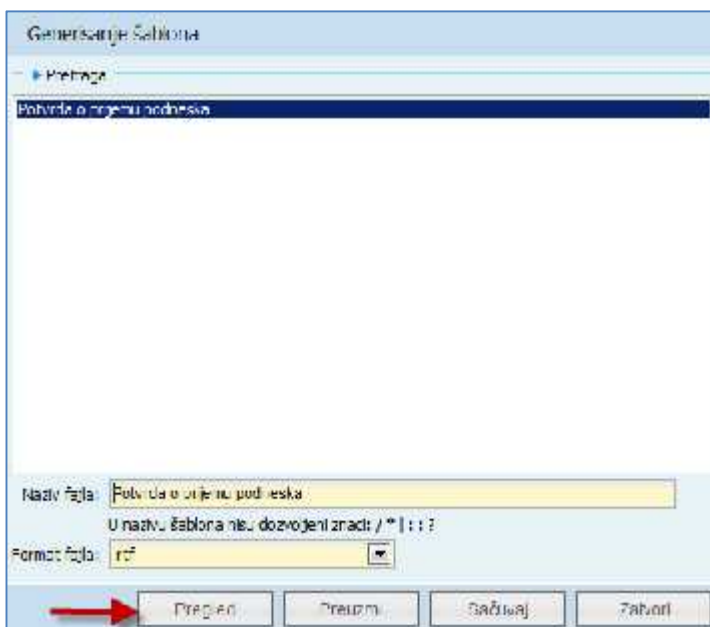 Generisanje šablona
Pretraga
Potvrda o prijemu podneska
Naziv fajla: Potvrda o prijemu podneska
U nazivu šablona nisu dozvoljeni znaci: / * | : ; ?
Format fajla: rtf
Pregled Preuzmi Sačuvaj Zatvori